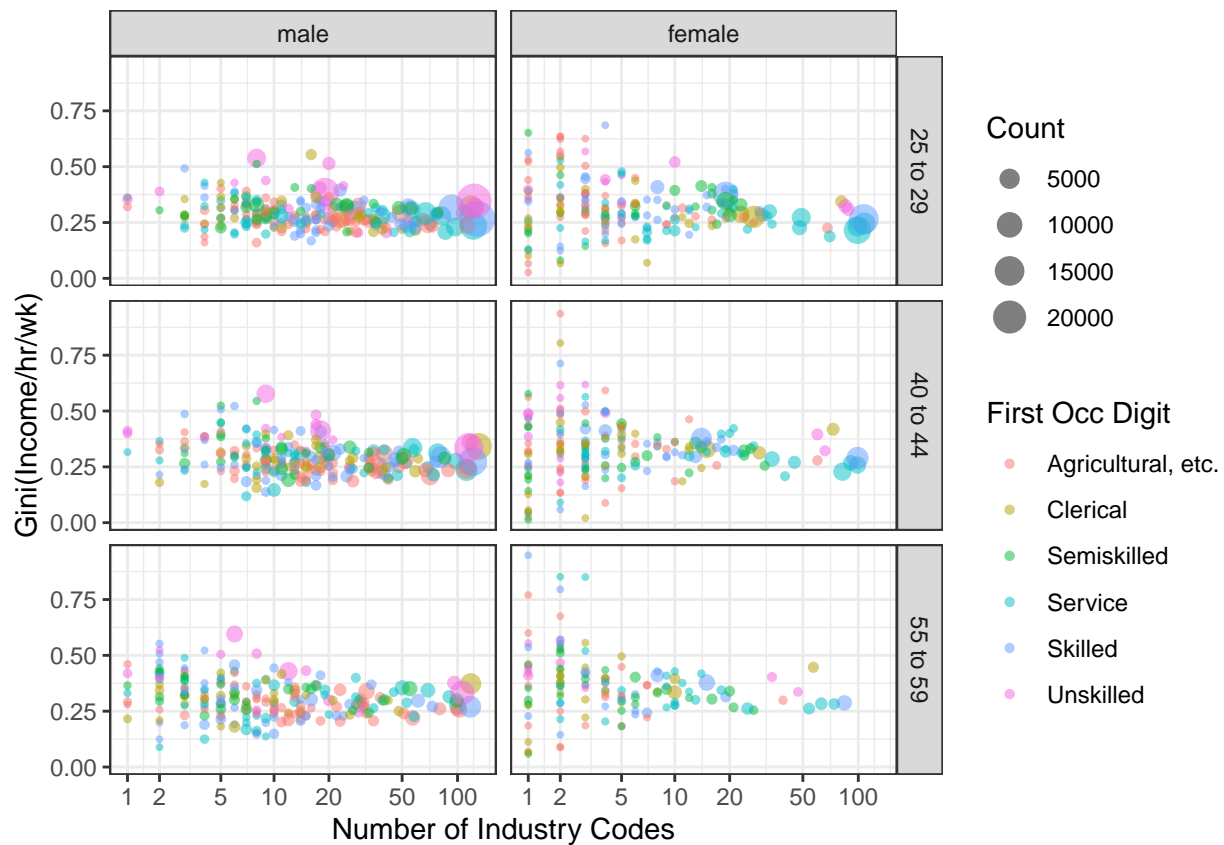 male female
0.75
0.50
0.25
0.00
25 to 29
0.75
0.50
0.25
0.00
40 to 44
0.75
0.50
0.25
0.00
55 to 59
Gini(Income/hr/wk)
1 2 5 10 20 50 100 1 2 5 10 20 50 100
Number of Industry Codes
Count
5000
10000
15000
20000
First Occ Digit
Agricultural, etc.
Clerical
Semiskilled
Service
Skilled
Unskilled